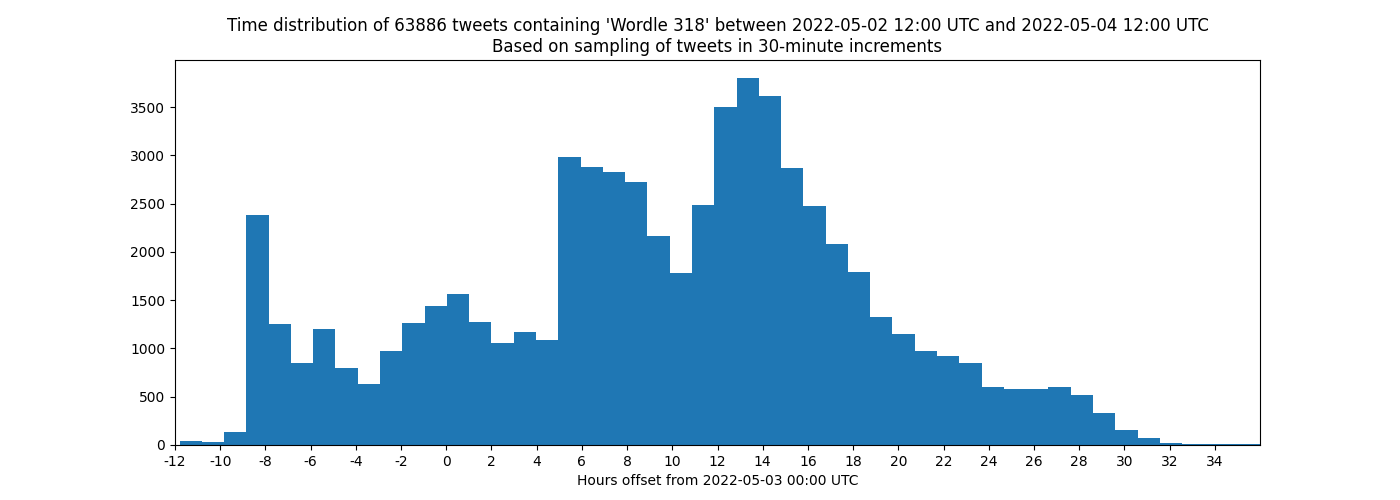 Time distribution of 63886 tweets containing 'Wordle 318' between 2022-05-02 12:00 UTC and 2022-05-04 12:00 UTC
Based on sampling of tweets in 30-minute increments
3500
3000
2500
2000
1500
1000
500
0
-12 -10 -8 -6 -4 -2 0 2 4 6 8 10 12 14 16 18 20 22 24 26 28 30 32 34
Hours offset from 2022-05-03 00:00 UTC